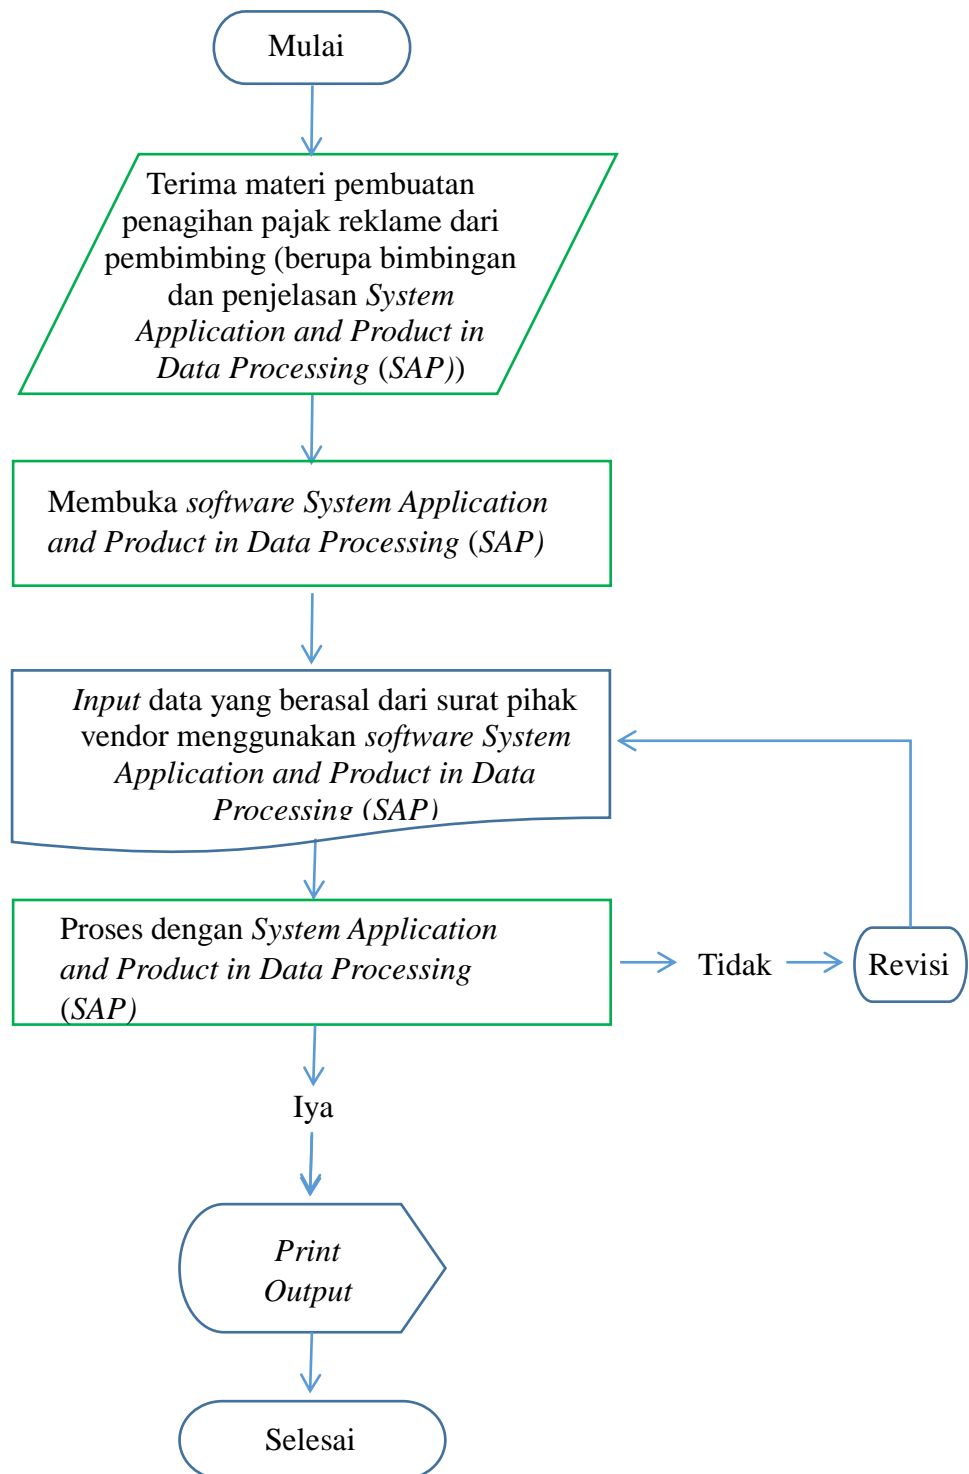 Mulai
Terima materi pembuatan
penagihan pajak reklame dari
pembimbing (berupa bimbingan
dan penjelasan System
Application and Product in
Data Processing (SAP))
Membuka software System Application
and Product in Data Processing (SAP)
Input data yang berasal dari surat pihak
vendor menggunakan software System
Application and Product in Data
Processing (SAP)
Proses dengan System Application
and Product in Data Processing
(SAP)
Tidak
Revisi
Iya
Print
Output
Selesai